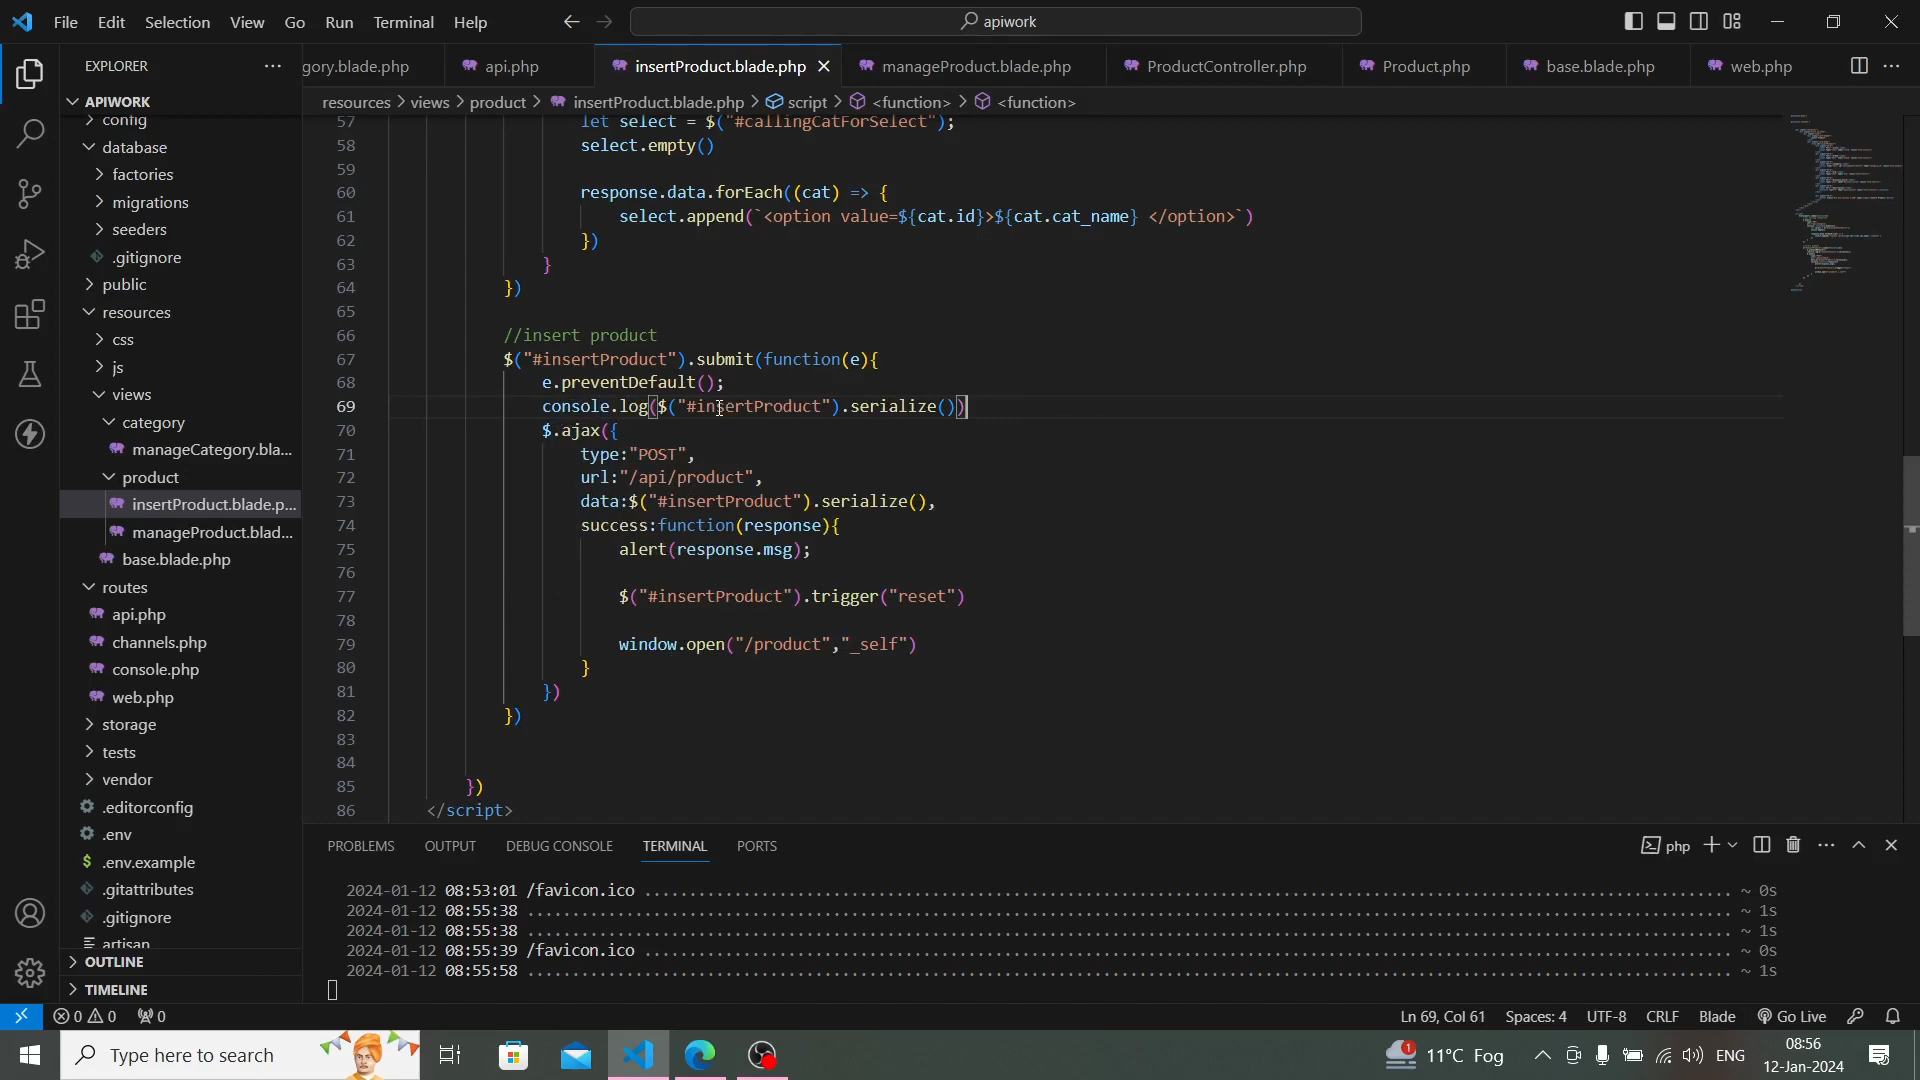 File Edit Selection View Go Run Terminal Help
apiwork
EXPLORER
gory.blade.php api.php insertProduct.blade.php manageProduct.blade.php ProductController.php Product.php base.blade.php web.php
APIWORK
resources > views > product > insertProduct.blade.php > script > <function> > <function>
config
database
factories
migrations
seeders
.gitignore
public
resources
css
js
views
category
manageCategory.bla...
product
insertProduct.blade.p...
manageProduct.blad...
base.blade.php
routes
api.php
channels.php
console.php
web.php
storage
tests
vendor
.editorconfig
.env
.env.example
.gitattributes
.gitignore
artisan
OUTLINE
TIMELINE
57 let select = $("#callingCatForSelect");
58 select.empty()
59
60 response.data.forEach((cat) => {
61 select.append(`<option value=${cat.id}>${cat.cat_name} </option>`)
62 })
63 }
64 })
65
66 //insert product
67 $("#insertProduct").submit(function(e){
68 e.preventDefault();
69 console.log($("#insertProduct").serialize())
70 $.ajax({
71 type:"POST",
72 url:"/api/product",
73 data:$("#insertProduct").serialize(),
74 success:function(response){
75 alert(response.msg);
76
77 $("#insertProduct").trigger("reset")
78
79 window.open("/product","_self")
80 }
81 })
82 })
83
84
85 })
86 </script>
PROBLEMS OUTPUT DEBUG CONSOLE TERMINAL PORTS
php
2024-01-12 08:53:01 /favicon.ico ........ ~ 0s
2024-01-12 08:55:38 ........ ~ 1s
2024-01-12 08:55:38 ........ ~ 1s
2024-01-12 08:55:39 /favicon.ico ........ ~ 0s
2024-01-12 08:55:58 ........ ~ 1s
0 0 0
Ln 69, Col 61 Spaces: 4 UTF-8 CRLF Blade Go Live
Type here to search
1
11°C Fog
ENG
08:56
12-Jan-2024